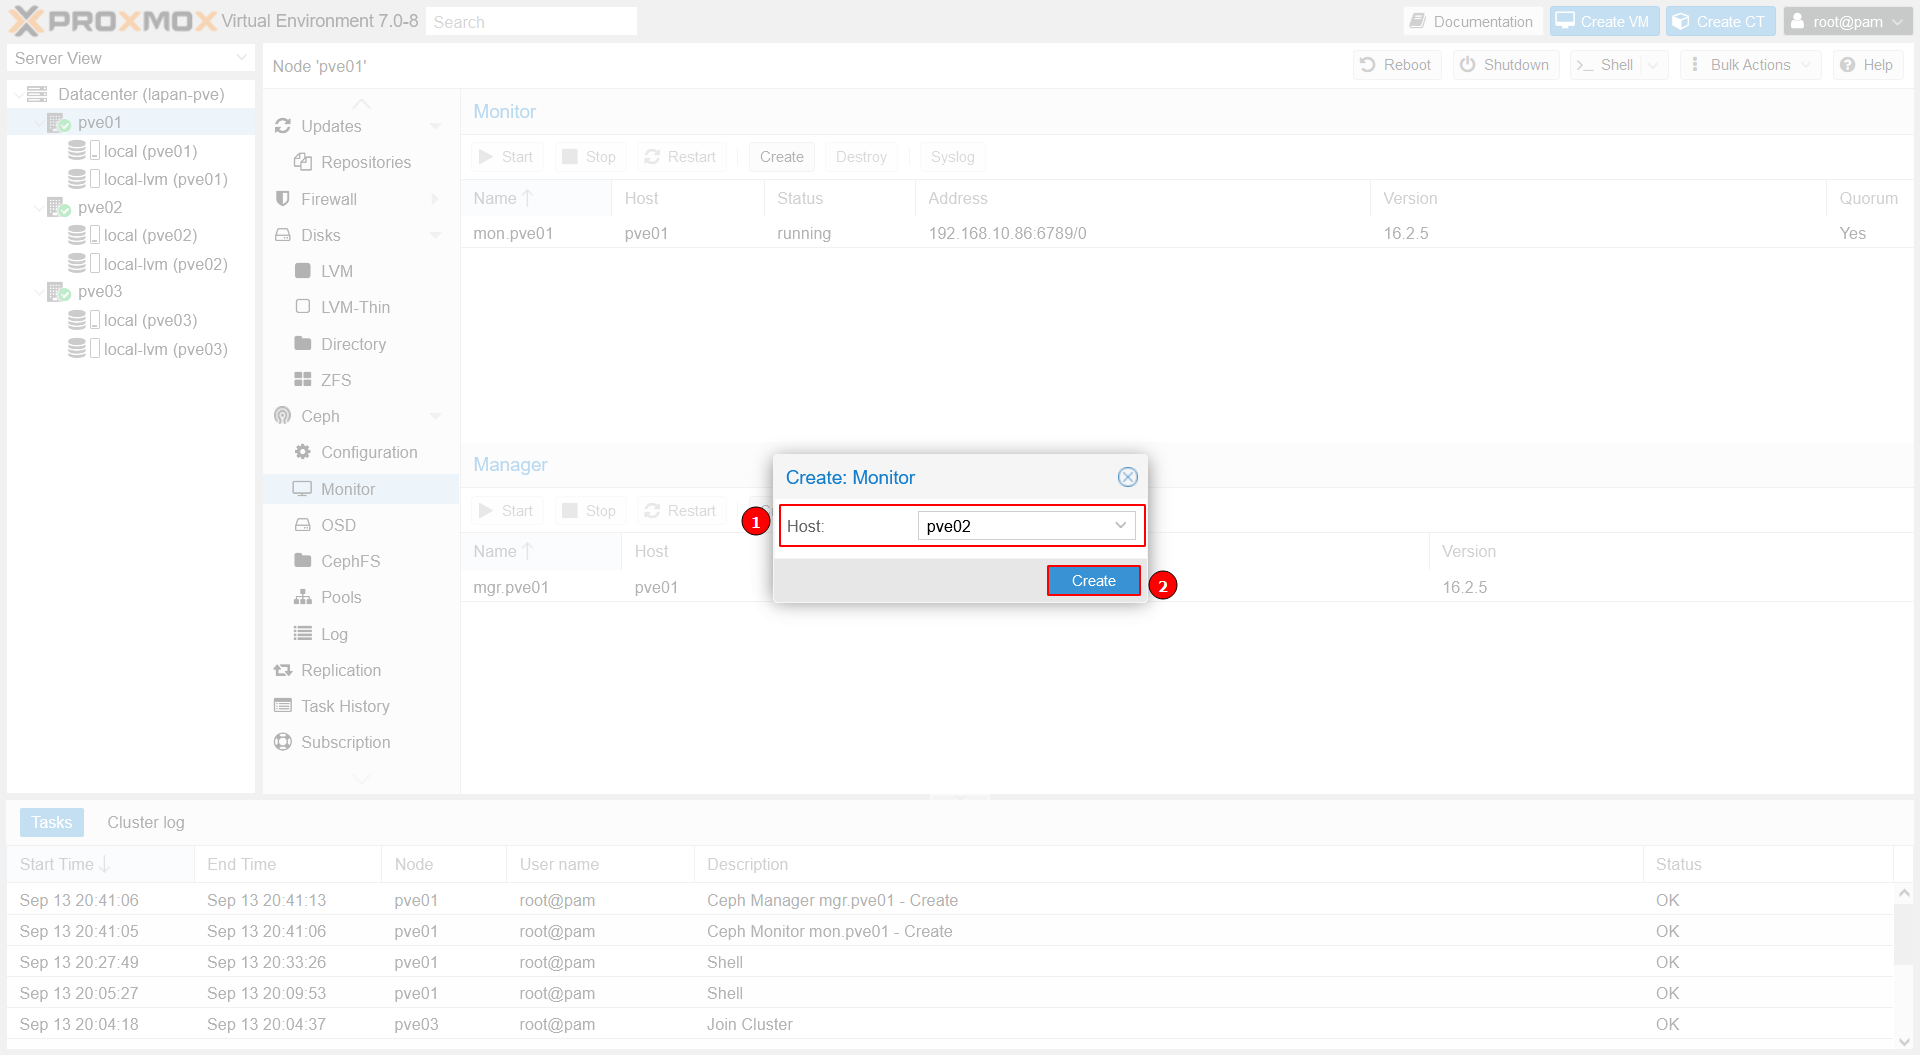 PROXMOX Virtual Environment 7.0-8 Search Documentation Create VM Create CT root@pam
Server View
Node 'pve01' Reboot Shutdown >_ Shell Bulk Actions Help
Datacenter (lapan-pve)
pve01
local (pve01)
local-lvm (pve01)
pve02
local (pve02)
local-lvm (pve02)
pve03
local (pve03)
local-lvm (pve03)
Updates
Repositories
Firewall
Disks
LVM
LVM-Thin
Directory
ZFS
Ceph
Configuration
Monitor
OSD
CephFS
Pools
Log
Replication
Task History
Subscription
Monitor
Start Stop Restart Create Destroy Syslog
Name Host Status Address Version Quorum
mon.pve01 pve01 running 192.168.10.86:6789/0 16.2.5 Yes
Manager
Start Stop Restart
Name Host Version
mgr.pve01 pve01 16.2.5
Create: Monitor
1 Host: pve02
Create 2
Tasks Cluster log
Start Time End Time Node User name Description Status
Sep 13 20:41:06 Sep 13 20:41:13 pve01 root@pam Ceph Manager mgr.pve01 - Create OK
Sep 13 20:41:05 Sep 13 20:41:06 pve01 root@pam Ceph Monitor mon.pve01 - Create OK
Sep 13 20:27:49 Sep 13 20:33:26 pve01 root@pam Shell OK
Sep 13 20:05:27 Sep 13 20:09:53 pve01 root@pam Shell OK
Sep 13 20:04:18 Sep 13 20:04:37 pve03 root@pam Join Cluster OK